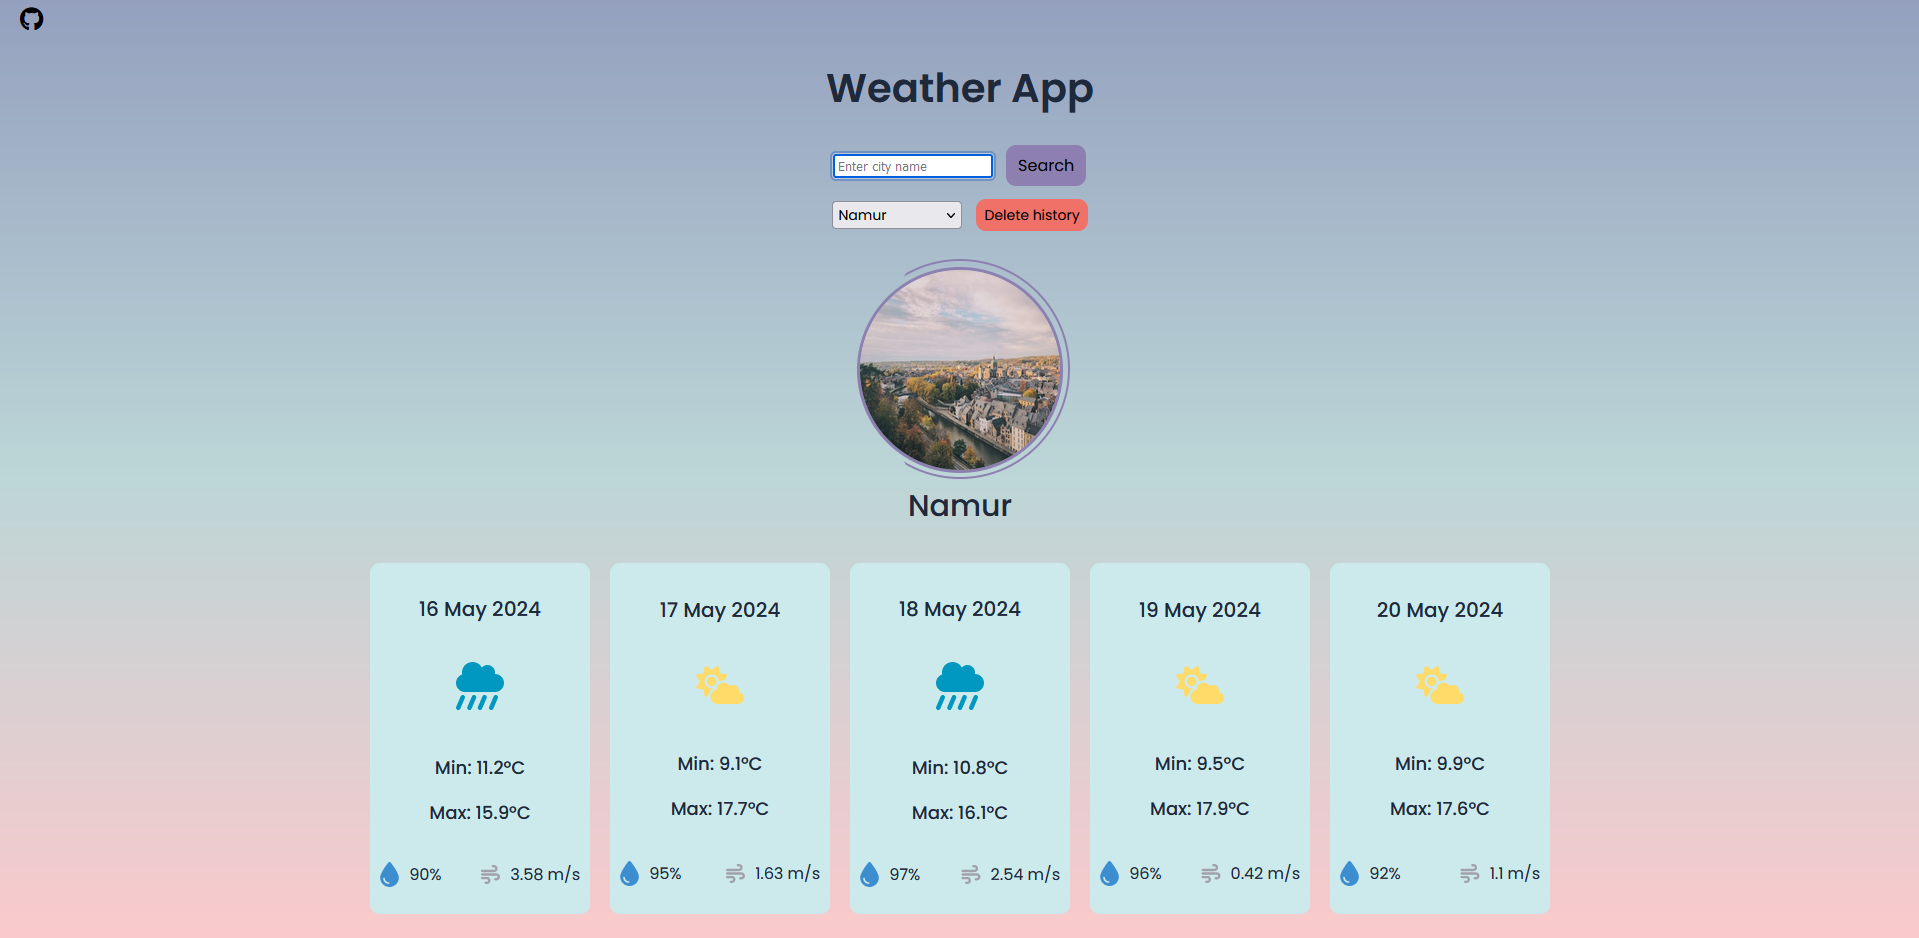 Weather App
Enter city name
Search
Namur
Delete history
Namur
16 May 2024
Min: 11.2°C
Max: 15.9°C
90%
3.58 m/s
17 May 2024
Min: 9.1°C
Max: 17.7°C
95%
1.63 m/s
18 May 2024
Min: 10.8°C
Max: 16.1°C
97%
2.54 m/s
19 May 2024
Min: 9.5°C
Max: 17.9°C
96%
0.42 m/s
20 May 2024
Min: 9.9°C
Max: 17.6°C
92%
1.1 m/s